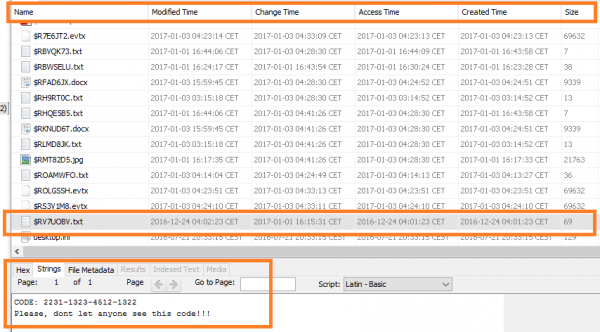 Name Modified Time Change Time Access Time Created Time Size
$R7E6JT2.evtx 2017-01-03 04:23:14 CET 2017-01-03 04:33:09 CET 2017-01-03 04:23:13 CET 2017-01-03 04:23:13 CET 69632
$RBVQK73.txt 2017-01-01 16:44:06 CET 2017-01-03 04:28:30 CET 2017-01-01 16:44:09 CET 2017-01-01 16:43:58 CET 7
$RBWSELU.txt 2017-01-01 16:24:17 CET 2017-01-01 16:43:54 CET 2017-01-01 16:30:24 CET 2017-01-01 16:23:28 CET 38
$RFAD6JX.docx 2017-01-03 15:59:45 CET 2017-01-03 04:28:30 CET 2017-01-03 04:24:52 CET 2017-01-03 04:24:51 CET 9339
$RH9RT0C.txt 2017-01-03 03:15:18 CET 2017-01-03 04:28:30 CET 2017-01-03 03:14:52 CET 2017-01-03 03:14:52 CET 13
$RHQESB5.txt 2017-01-01 16:44:06 CET 2017-01-03 04:41:26 CET 2017-01-03 04:28:30 CET 2017-01-01 16:43:58 CET 7
$RKNUD6T.docx 2017-01-03 15:59:45 CET 2017-01-03 04:41:26 CET 2017-01-03 04:28:30 CET 2017-01-03 04:24:51 CET 9339
$RLMD8JK.txt 2017-01-03 03:15:18 CET 2017-01-03 04:41:26 CET 2017-01-03 04:28:30 CET 2017-01-03 03:14:52 CET 13
$RMT82D5.jpg 2017-01-01 16:17:35 CET 2017-01-03 04:41:26 CET 2017-01-03 04:28:30 CET 2017-01-01 16:17:33 CET 21763
$ROAMWFO.txt 2017-01-03 04:14:04 CET 2017-01-03 04:24:49 CET 2017-01-03 04:14:13 CET 2017-01-03 04:13:27 CET 36
$ROLGSSH.evtx 2017-01-03 04:23:51 CET 2017-01-03 04:33:13 CET 2017-01-03 04:23:51 CET 2017-01-03 04:23:51 CET 69632
$RS3V1M8.evtx 2017-01-03 04:24:10 CET 2017-01-03 04:33:11 CET 2017-01-03 04:24:10 CET 2017-01-03 04:24:10 CET 69632
$RV7UOBV.txt 2016-12-24 04:02:23 CET 2017-01-01 16:15:31 CET 2016-12-24 04:01:23 CET 2016-12-24 04:01:23 CET 69
desktop.ini 2016-07-21 20:33:15 CEST 2016-07-21 20:33:15 CEST 2016-07-21 20:33:15 CEST 2016-07-21 20:33:15 CEST 129
2)
Hex Strings File Metadata Results Indexed Text Media
Page: 1 of 1 Page Go to Page: Script: Latin - Basic
CODE: 2231-1323-4512-1322
Please, dont let anyone see this code!!!